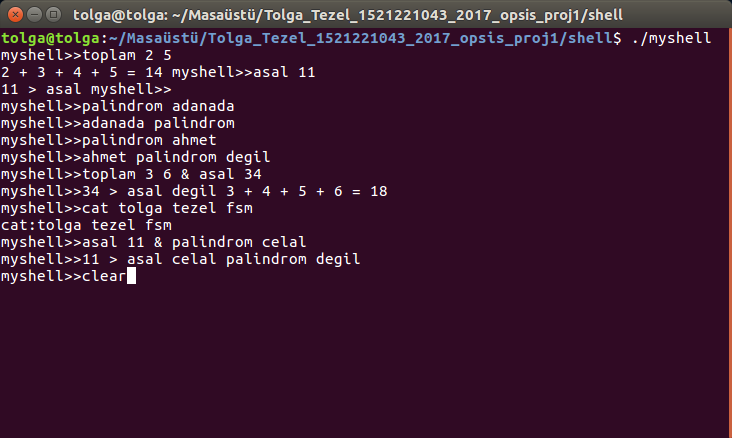 tolga@tolga: ~/Masaüstü/Tolga_Tezel_1521221043_2017_opsis_proj1/shell
tolga@tolga:~/Masaüstü/Tolga_Tezel_1521221043_2017_opsis_proj1/shell$ ./myshell
myshell>>toplam 2 5
2 + 3 + 4 + 5 = 14 myshell>>asal 11
11 > asal myshell>>
myshell>>palindrom adanada
myshell>>adanada palindrom
myshell>>palindrom ahmet
myshell>>ahmet palindrom degil
myshell>>toplam 3 6 & asal 34
myshell>>34 > asal degil 3 + 4 + 5 + 6 = 18
myshell>>cat tolga tezel fsm
cat:tolga tezel fsm
myshell>>asal 11 & palindrom celal
myshell>>11 > asal celal palindrom degil
myshell>>clear